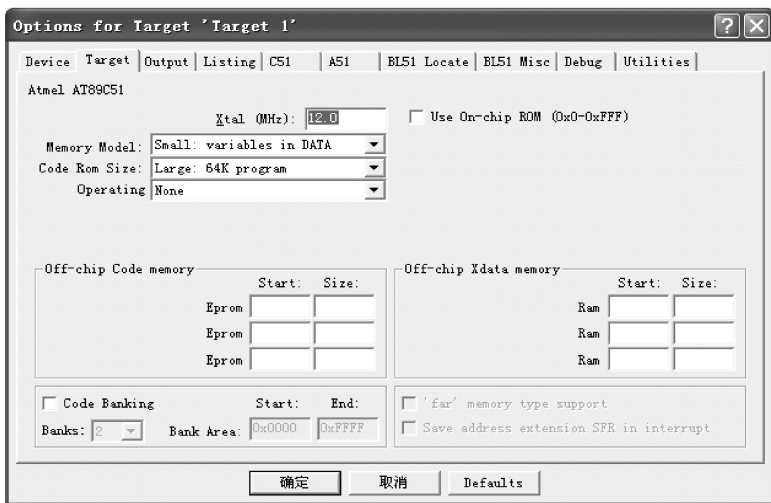 Options for Target 'Target 1'
Device Target Output Listing C51 A51 BL51 Locate BL51 Misc Debug Utilities
Atmel AT89C51
Xtal (MHz): 12.0 Use On-chip ROM (0x0-0xFFF)
Memory Model: Small: variables in DATA
Code Rom Size: Large: 64K program
Operating None
Off-chip Code memory Off-chip Xdata memory
Start: Size: Start: Size:
Eprom Ram
Eprom Ram
Eprom Ram
Code Banking Start: End: 'far' memory type support
Banks: 2 Bank Area: 0x0000 0xFFFF Save address extension SFR in interrupt
确定 取消 Defaults